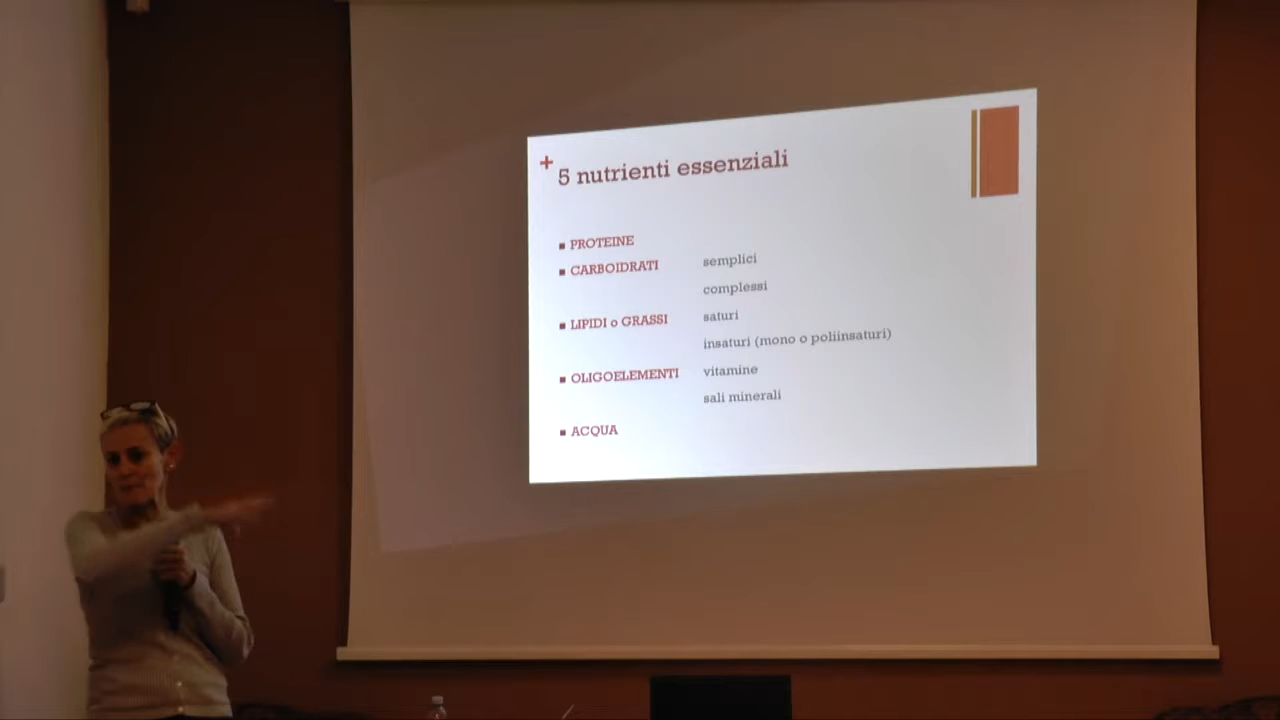 +
5 nutrienti essenziali
▪ PROTEINE
▪ CARBOIDRATI semplici
complessi
▪ LIPIDI o GRASSI saturi
insaturi (mono o poliinsaturi)
▪ OLIGOELEMENTI vitamine
sali minerali
▪ ACQUA